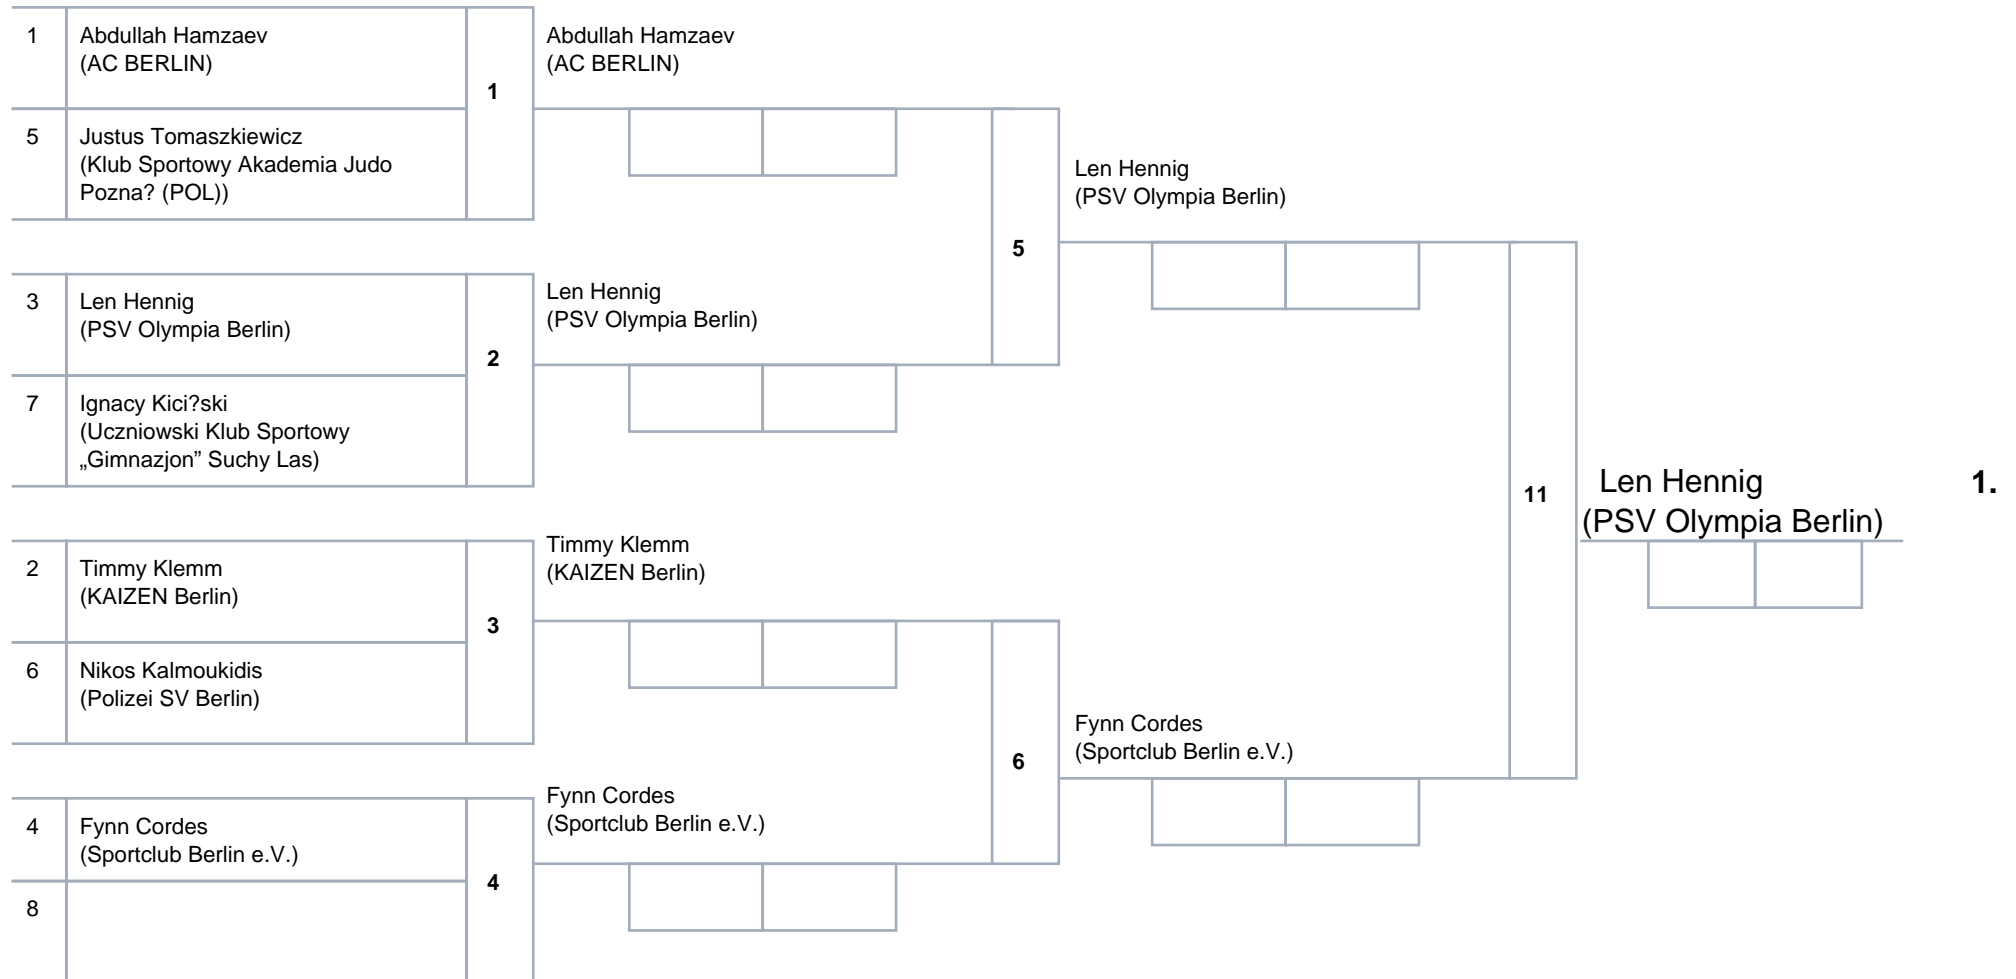 1
Abdullah Hamzaev
(AC BERLIN)
1
5
Justus Tomaszkiewicz
(Klub Sportowy Akademia Judo
Pozna? (POL))
3
Len Hennig
(PSV Olympia Berlin)
2
7
Ignacy Kici?ski
(Uczniowski Klub Sportowy
„Gimnazjon” Suchy Las)
2
Timmy Klemm
(KAIZEN Berlin)
3
6
Nikos Kalmoukidis
(Polizei SV Berlin)
4
Fynn Cordes
(Sportclub Berlin e.V.)
4
8
Abdullah Hamzaev
(AC BERLIN)
5
Len Hennig
(PSV Olympia Berlin)
Timmy Klemm
(KAIZEN Berlin)
6
Fynn Cordes
(Sportclub Berlin e.V.)
Len Hennig
(PSV Olympia Berlin)
11
Fynn Cordes
(Sportclub Berlin e.V.)
Len Hennig
(PSV Olympia Berlin)
1.